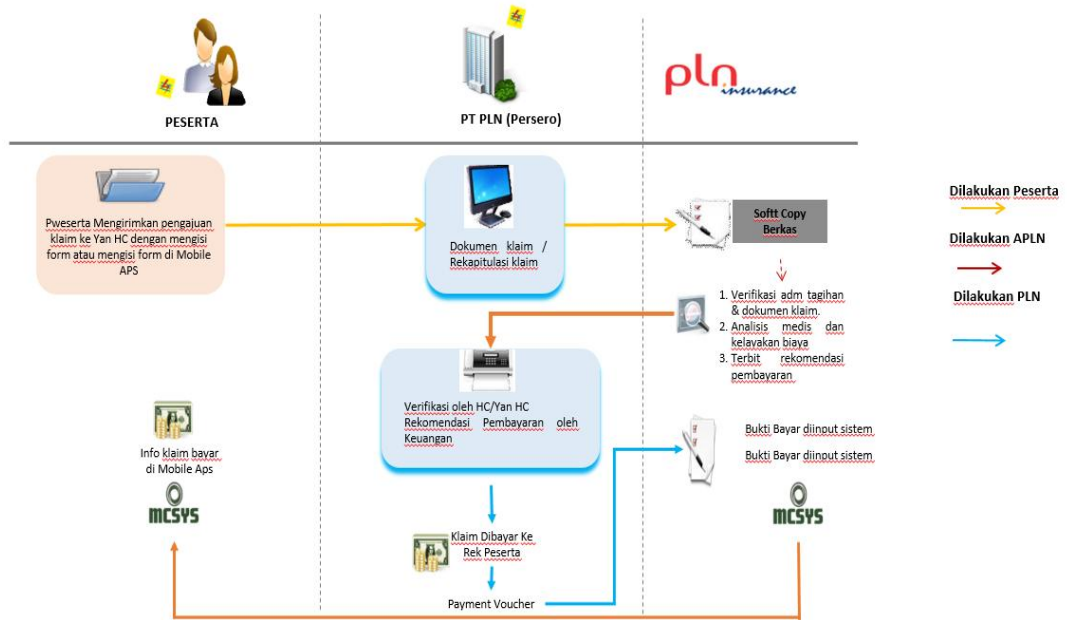 PESERTA
PT PLN (Persero)
pln
insurance
Pweserta Mengirimkan pengajuan
klaim ke Yan HC dengan mengisi
form atau mengisi form di Mobile
APS
Dokumen klaim /
Rekapitulasi klaim
Softt Copy
Berkas
1. Verifikasi adm tagihan
& dokumen klaim.
2. Analisis medis dan
kelayakan biaya
3. Terbit rekomendasi
pembayaran
Dilakukan Peserta
Dilakukan APLN
Dilakukan PLN
Verifikasi oleh HC/Yan HC
Rekomendasi Pembayaran oleh
Keuangan
Info klaim bayar
di Mobile Aps
MCSYS
Klaim Dibayar Ke
Rek Peserta
Payment Voucher
Bukti Bayar diinput sistem
Bukti Bayar diinput sistem
MCSYS